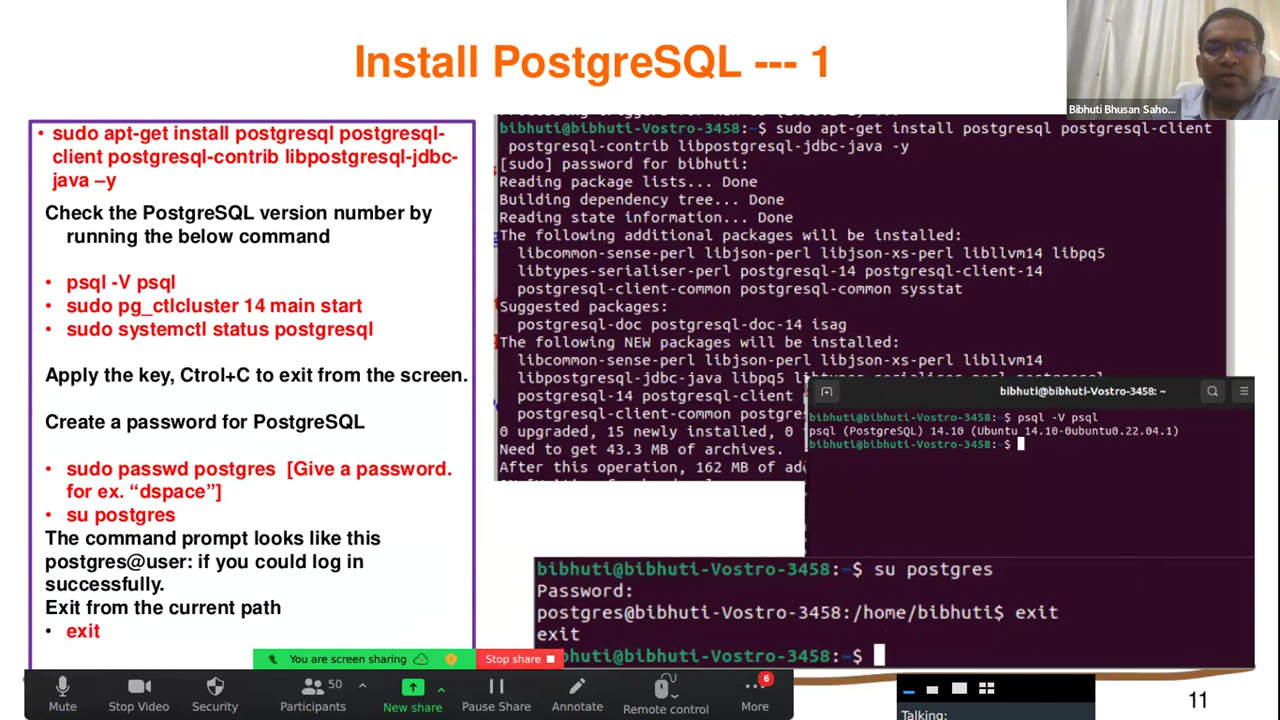 Install PostgreSQL --- 1
Bibhuti Bhusan Saho...
• sudo apt-get install postgresql postgresql-
client postgresql-contrib libpostgresql-jdbc-
java –y
Check the PostgreSQL version number by
running the below command
• psql -V psql
• sudo pg_ctlcluster 14 main start
• sudo systemctl status postgresql
Apply the key, Ctrol+C to exit from the screen.
Create a password for PostgreSQL
• sudo passwd postgres [Give a password.
for ex. “dspace”]
• su postgres
The command prompt looks like this
postgres@user: if you could log in
successfully.
Exit from the current path
• exit
bibhuti@bibhuti-Vostro-3458:~$ sudo apt-get install postgresql postgresql-client
postgresql-contrib libpostgresql-jdbc-java -y
[sudo] password for bibhuti:
Reading package lists... Done
Building dependency tree... Done
Reading state information... Done
The following additional packages will be installed:
libcommon-sense-perl libjson-perl libjson-xs-perl libllvm14 libpq5
libtypes-serialiser-perl postgresql-14 postgresql-client-14
postgresql-client-common postgresql-common sysstat
Suggested packages:
postgresql-doc postgresql-doc-14 isag
The following NEW packages will be installed:
libcommon-sense-perl libjson-perl libjson-xs-perl libllvm14
libpostgresql-jdbc-java libpq5
postgresql-14 postgresql-client
postgresql-client-common
0 upgraded, 15 newly installed, 0
Need to get 43.3 MB of archives.
After this operation, 162 MB of
bibhuti@bibhuti-Vostro-3458: ~
bibhuti@bibhuti-Vostro-3458:~$ psql -V psql
psql (PostgreSQL) 14.10 (Ubuntu 14.10-0ubuntu0.22.04.1)
bibhuti@bibhuti-Vostro-3458:~$
bibhuti@bibhuti-Vostro-3458:~$ su postgres
Password:
postgres@bibhuti-Vostro-3458:/home/bibhuti$ exit
exit
bhuti@bibhuti-Vostro-3458:~$
You are screen sharing Stop share
Mute Stop Video Security Participants 50 New share Pause Share Annotate Remote control More 6
Talking:
11